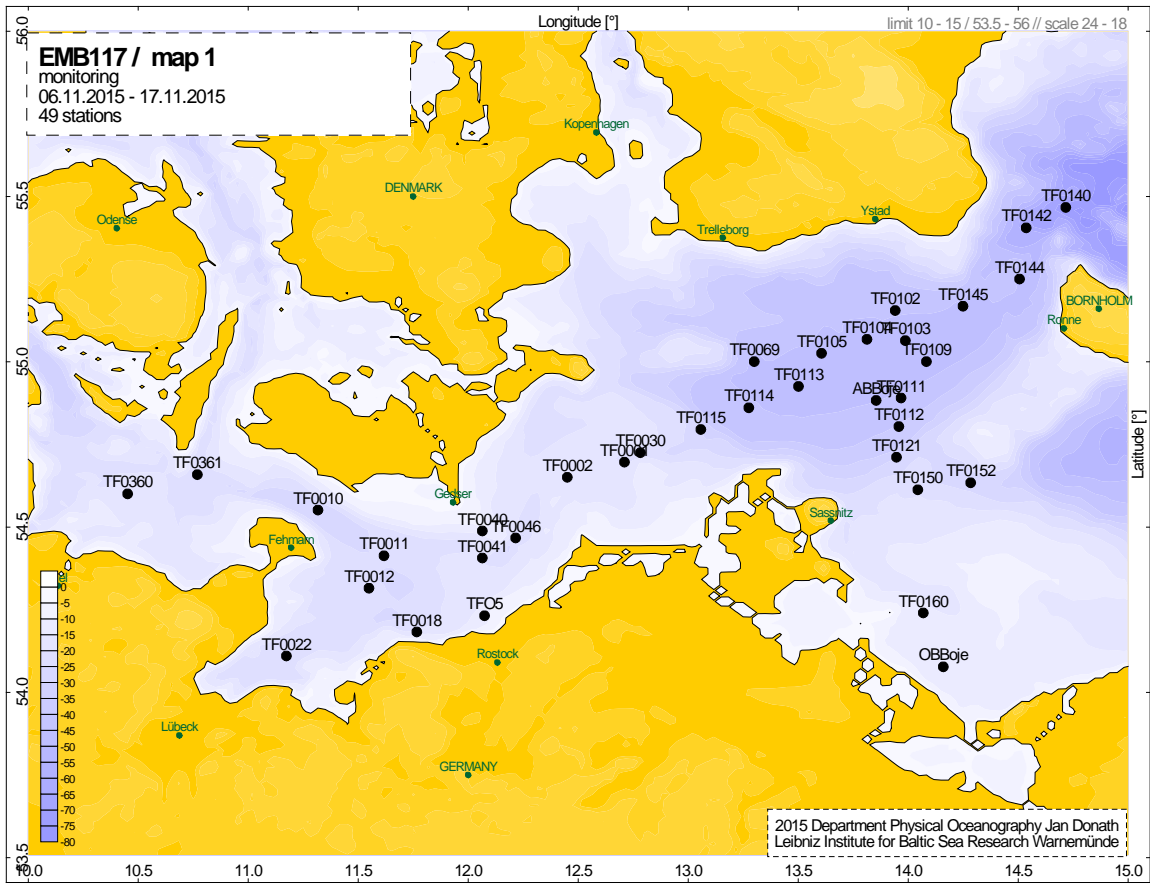 Longitude [°]
limit 10 - 15 / 53.5 - 56 // scale 24 - 18
EMB117 / map 1
monitoring
06.11.2015 - 17.11.2015
49 stations
Kopenhagen
DENMARK
Odense
Ystad
Trelleborg
TF0140
TF0142
TF0144
BORNHOLM
Ronne
TF0145
TF0102
TF0104
TF0103
TF0105
TF0109
TF0069
TF0113
TF0111
ABBoje
TF0114
TF0112
TF0115
TF0030
TF0001
TF0002
TF0121
TF0150
TF0152
TF0361
TF0360
TF0010
Gedser
Sassnitz
Fehmarn
TF0040
TF0046
TF0041
TF0011
TF0012
TFO5
TF0018
TF0022
TF0160
OBBoje
Rostock
Lübeck
GERMANY
Latitude [°]
0
-5
-10
-15
-20
-25
-30
-35
-40
-45
-50
-55
-60
-65
-70
-75
-80
56.0
55.5
55.0
54.5
54.0
53.5
10.0
10.5
11.0
11.5
12.0
12.5
13.0
13.5
14.0
14.5
15.0
2015 Department Physical Oceanography Jan Donath
Leibniz Institute for Baltic Sea Research Warnemünde